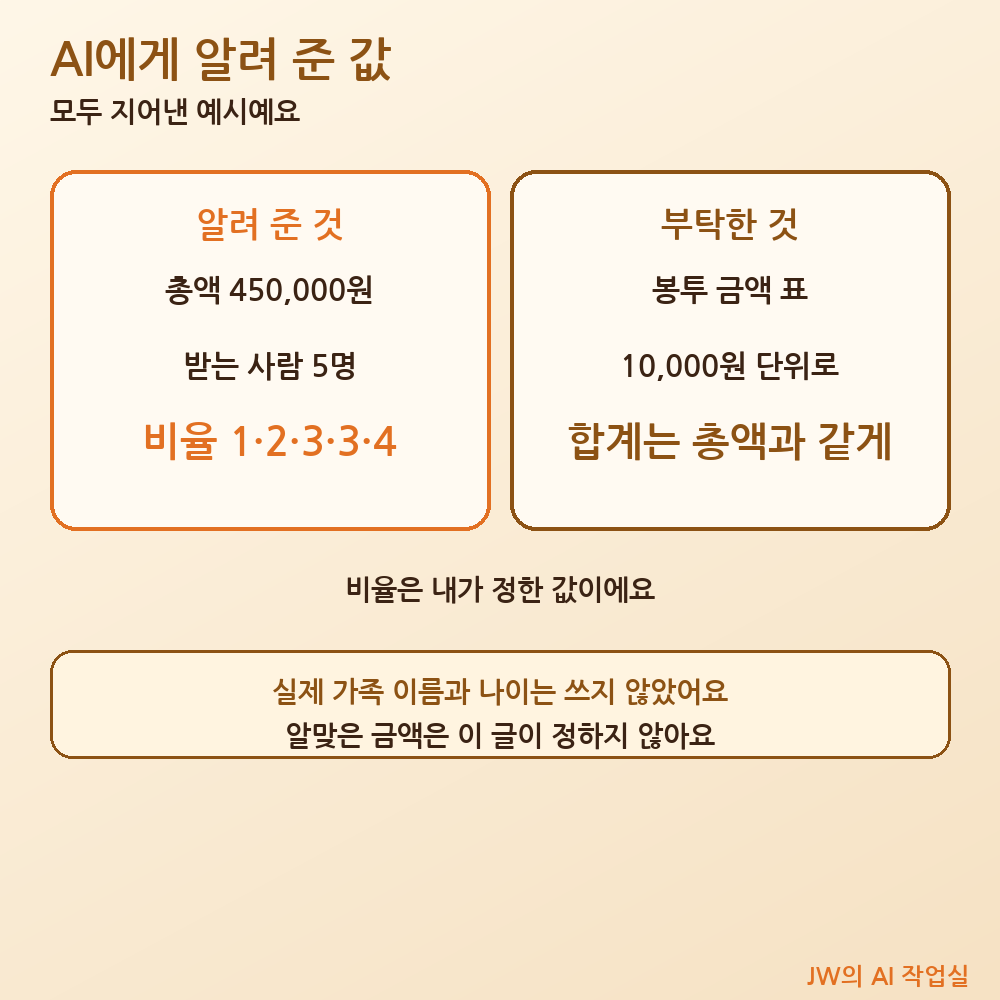 AI에게 알려 준 값
모두 지어낸 예시예요
알려 준 것
총액 450,000원
받는 사람 5명
비율 1·2·3·3·4
부탁한 것
봉투 금액 표
10,000원 단위로
합계는 총액과 같게
비율은 내가 정한 값이에요
실제 가족 이름과 나이는 쓰지 않았어요
알맞은 금액은 이 글이 정하지 않아요
JW의 AI 작업실